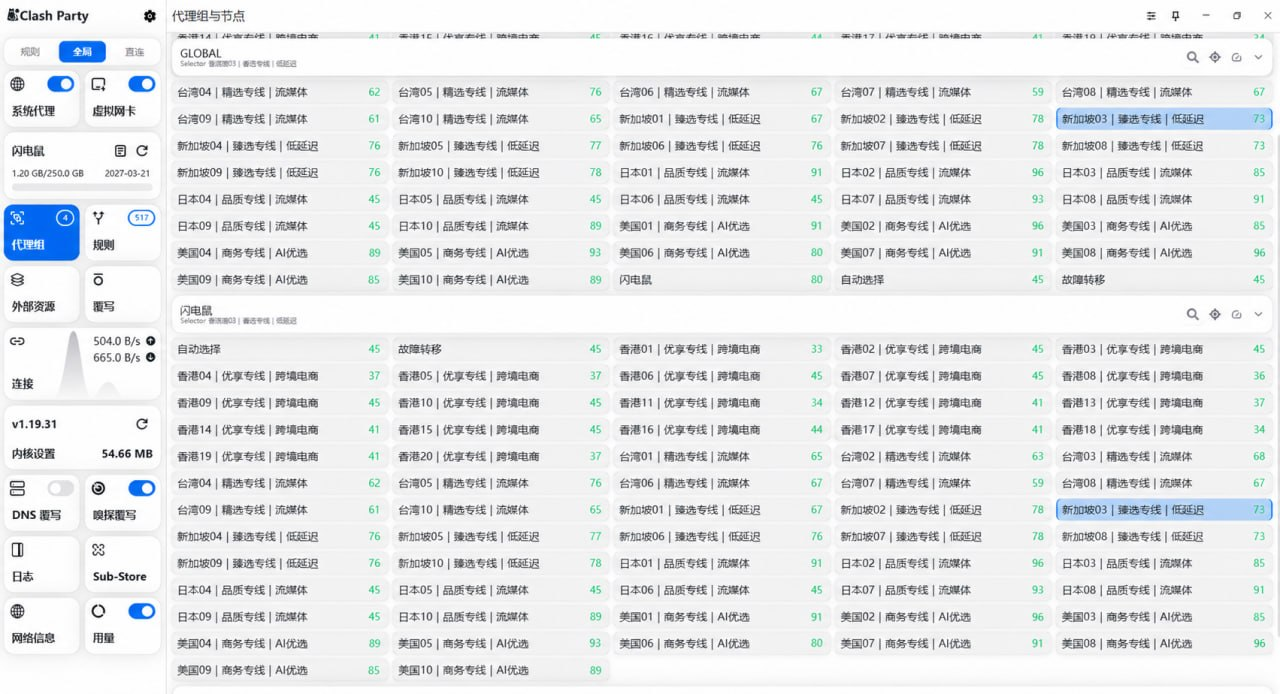 Clash Party
代理组与节点
规则 全局 直连
系统代理 虚拟网卡
闪电鼠
1.20 GB/250.0 GB 2027-03-21
4 517
代理组 规则
外部资源 覆写
504.0 B/s
665.0 B/s
连接
v1.19.31
内核设置 54.66 MB
DNS 覆写 嗅探覆写
日志 Sub-Store
网络信息 用量
香港14 | 优享专线 | 跨境电商 41 香港15 | 优享专线 | 跨境电商 45 香港16 | 优享专线 | 跨境电商 44 香港17 | 优享专线 | 跨境电商 41 香港18 | 优享专线 | 跨境电商 34
GLOBAL
Selector
台湾04 | 精选专线 | 流媒体 62 台湾05 | 精选专线 | 流媒体 76 台湾06 | 精选专线 | 流媒体 67 台湾07 | 精选专线 | 流媒体 59 台湾08 | 精选专线 | 流媒体 67
台湾09 | 精选专线 | 流媒体 61 台湾10 | 精选专线 | 流媒体 65 新加坡01 | 臻选专线 | 低延迟 67 新加坡02 | 臻选专线 | 低延迟 78 新加坡03 | 臻选专线 | 低延迟 73
新加坡04 | 臻选专线 | 低延迟 76 新加坡05 | 臻选专线 | 低延迟 77 新加坡06 | 臻选专线 | 低延迟 76 新加坡07 | 臻选专线 | 低延迟 78 新加坡08 | 臻选专线 | 低延迟 73
新加坡09 | 臻选专线 | 低延迟 76 新加坡10 | 臻选专线 | 低延迟 78 日本01 | 品质专线 | 流媒体 91 日本02 | 品质专线 | 流媒体 96 日本03 | 品质专线 | 流媒体 85
日本04 | 品质专线 | 流媒体 45 日本05 | 品质专线 | 流媒体 45 日本06 | 品质专线 | 流媒体 45 日本07 | 品质专线 | 流媒体 93 日本08 | 品质专线 | 流媒体 91
日本09 | 品质专线 | 流媒体 45 日本10 | 品质专线 | 流媒体 89 美国01 | 商务专线 | AI优选 91 美国02 | 商务专线 | AI优选 96 美国03 | 商务专线 | AI优选 85
美国04 | 商务专线 | AI优选 89 美国05 | 商务专线 | AI优选 93 美国06 | 商务专线 | AI优选 80 美国07 | 商务专线 | AI优选 91 美国08 | 商务专线 | AI优选 96
美国09 | 商务专线 | AI优选 85 美国10 | 商务专线 | AI优选 89 闪电鼠 80 自动选择 45 故障转移 45
闪电鼠
Selector
自动选择 45 故障转移 45 香港01 | 优享专线 | 跨境电商 33 香港02 | 优享专线 | 跨境电商 45 香港03 | 优享专线 | 跨境电商 45
香港04 | 优享专线 | 跨境电商 37 香港05 | 优享专线 | 跨境电商 37 香港06 | 优享专线 | 跨境电商 45 香港07 | 优享专线 | 跨境电商 45 香港08 | 优享专线 | 跨境电商 36
香港09 | 优享专线 | 跨境电商 45 香港10 | 优享专线 | 跨境电商 45 香港11 | 优享专线 | 跨境电商 34 香港12 | 优享专线 | 跨境电商 41 香港13 | 优享专线 | 跨境电商 37
香港14 | 优享专线 | 跨境电商 41 香港15 | 优享专线 | 跨境电商 45 香港16 | 优享专线 | 跨境电商 44 香港17 | 优享专线 | 跨境电商 41 香港18 | 优享专线 | 跨境电商 34
香港19 | 优享专线 | 跨境电商 41 香港20 | 优享专线 | 跨境电商 37 台湾01 | 精选专线 | 流媒体 65 台湾02 | 精选专线 | 流媒体 63 台湾03 | 精选专线 | 流媒体 68
台湾04 | 精选专线 | 流媒体 62 台湾05 | 精选专线 | 流媒体 76 台湾06 | 精选专线 | 流媒体 67 台湾07 | 精选专线 | 流媒体 59 台湾08 | 精选专线 | 流媒体 67
台湾09 | 精选专线 | 流媒体 61 台湾10 | 精选专线 | 流媒体 65 新加坡01 | 臻选专线 | 低延迟 67 新加坡02 | 臻选专线 | 低延迟 78 新加坡03 | 臻选专线 | 低延迟 73
新加坡04 | 臻选专线 | 低延迟 76 新加坡05 | 臻选专线 | 低延迟 77 新加坡06 | 臻选专线 | 低延迟 76 新加坡07 | 臻选专线 | 低延迟 78 新加坡08 | 臻选专线 | 低延迟 73
新加坡09 | 臻选专线 | 低延迟 76 新加坡10 | 臻选专线 | 低延迟 78 日本01 | 品质专线 | 流媒体 91 日本02 | 品质专线 | 流媒体 96 日本03 | 品质专线 | 流媒体 85
日本04 | 品质专线 | 流媒体 45 日本05 | 品质专线 | 流媒体 45 日本06 | 品质专线 | 流媒体 45 日本07 | 品质专线 | 流媒体 93 日本08 | 品质专线 | 流媒体 91
日本09 | 品质专线 | 流媒体 45 日本10 | 品质专线 | 流媒体 89 美国01 | 商务专线 | AI优选 91 美国02 | 商务专线 | AI优选 96 美国03 | 商务专线 | AI优选 85
美国04 | 商务专线 | AI优选 89 美国05 | 商务专线 | AI优选 93 美国06 | 商务专线 | AI优选 80 美国07 | 商务专线 | AI优选 91 美国08 | 商务专线 | AI优选 96
美国09 | 商务专线 | AI优选 85 美国10 | 商务专线 | AI优选 89